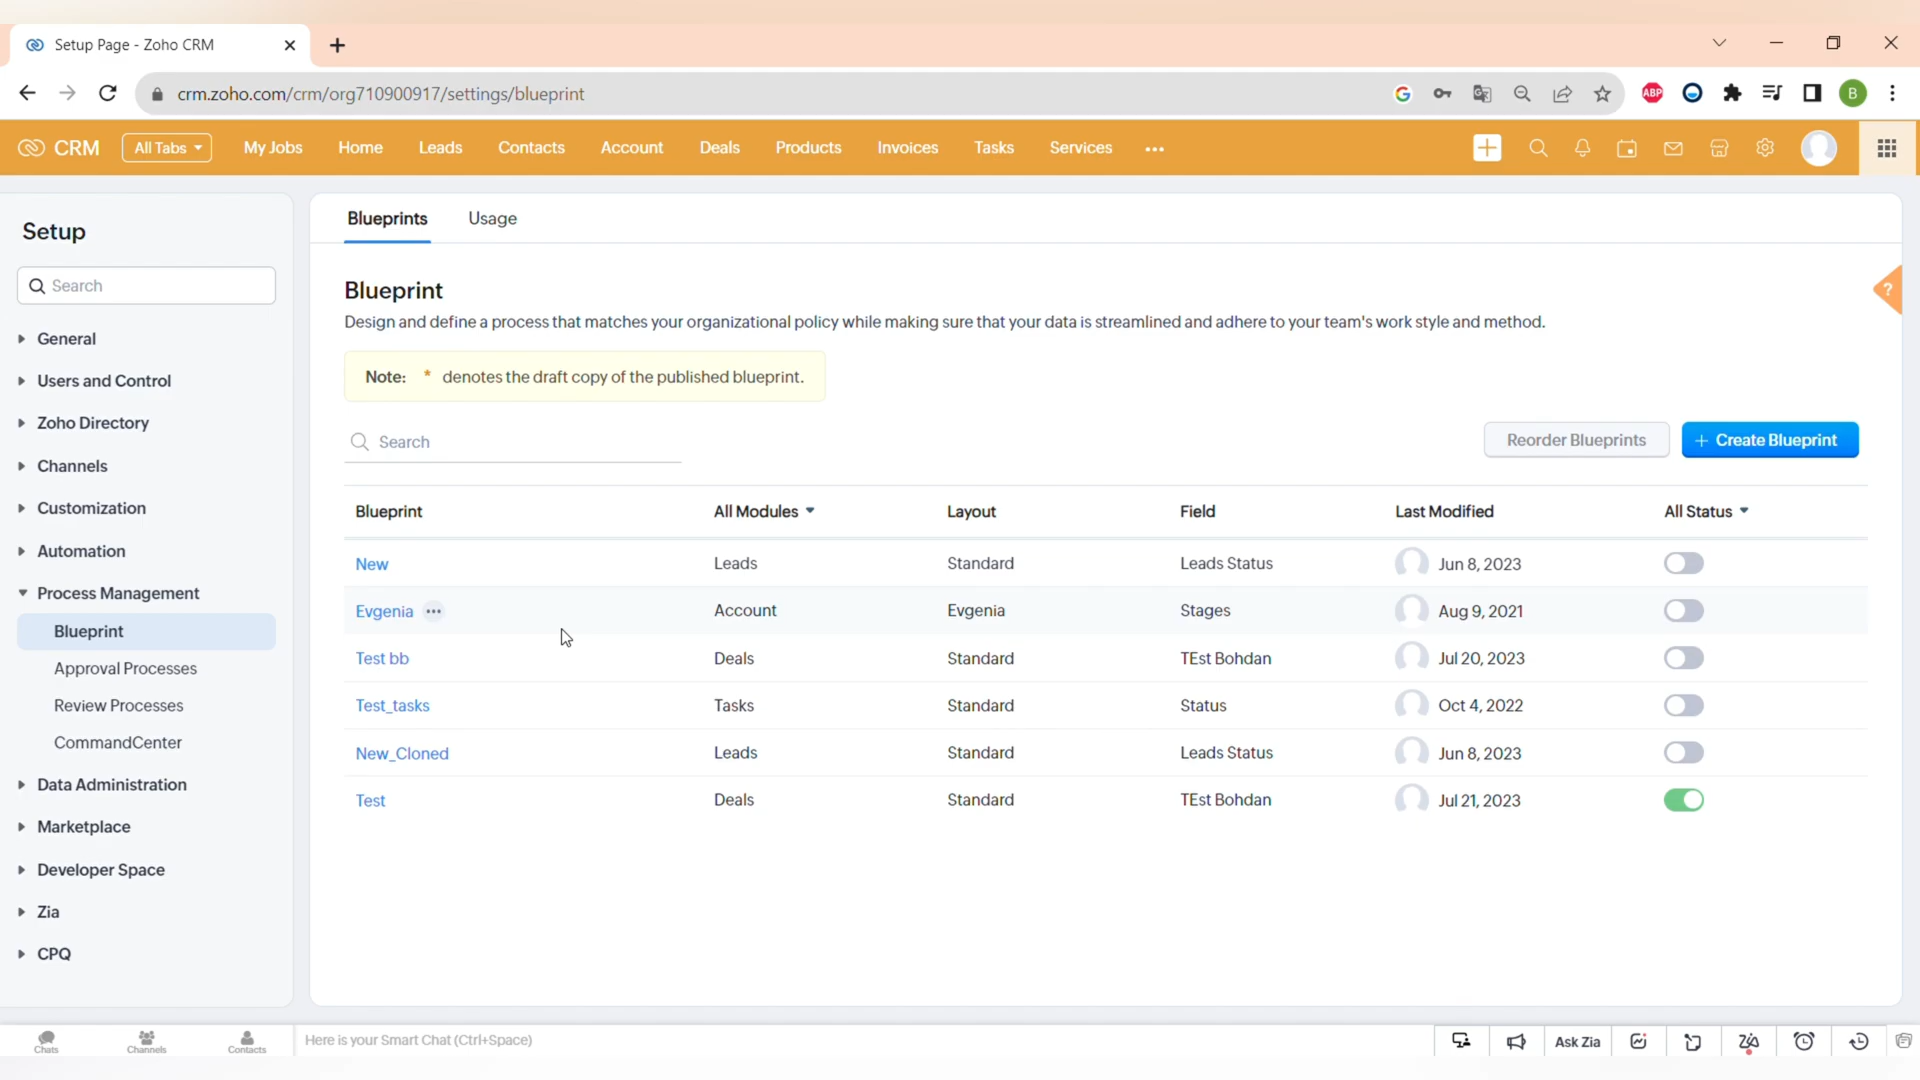 Setup Page - Zoho CRM
crm.zoho.com/crm/org710900917/settings/blueprint
ABP
B
CRM All Tabs My Jobs Home Leads Contacts Account Deals Products Invoices Tasks Services
Setup
Search
General
Users and Control
Zoho Directory
Channels
Customization
Automation
Process Management
Blueprint
Approval Processes
Review Processes
CommandCenter
Data Administration
Marketplace
Developer Space
Zia
CPQ
Blueprints Usage
Blueprint
?
Design and define a process that matches your organizational policy while making sure that your data is streamlined and adhere to your team's work style and method.
Note: * denotes the draft copy of the published blueprint.
Search
Reorder Blueprints + Create Blueprint
Blueprint All Modules Layout Field Last Modified All Status
New Leads Standard Leads Status Jun 8, 2023
Evgenia Account Evgenia Stages Aug 9, 2021
Test bb Deals Standard TEst Bohdan Jul 20, 2023
Test_tasks Tasks Standard Status Oct 4, 2022
New_Cloned Leads Standard Leads Status Jun 8, 2023
Test Deals Standard TEst Bohdan Jul 21, 2023
Chats Channels Contacts Here is your Smart Chat (Ctrl+Space) Ask Zia